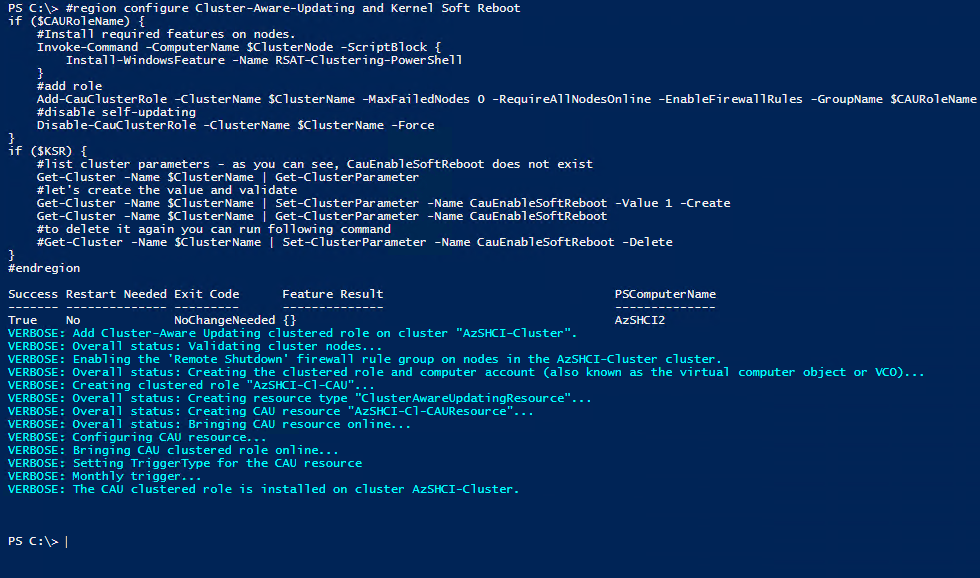 PS C:\> #region configure Cluster-Aware-Updating and Kernel Soft Reboot
if ($CAURoleName) {
    #Install required features on nodes.
    Invoke-Command -ComputerName $ClusterNode -ScriptBlock {
        Install-WindowsFeature -Name RSAT-Clustering-PowerShell
    }
    #add role
    Add-CauClusterRole -ClusterName $ClusterName -MaxFailedNodes 0 -RequireAllNodesOnline -EnableFirewallRules -GroupName $CAURoleName
    #disable self-updating
    Disable-CauClusterRole -ClusterName $ClusterName -Force
}
if ($KSR) {
    #list cluster parameters - as you can see, CauEnableSoftReboot does not exist
    Get-Cluster -Name $ClusterName | Get-ClusterParameter
    #let's create the value and validate
    Get-Cluster -Name $ClusterName | Set-ClusterParameter -Name CauEnableSoftReboot -Value 1 -Create
    Get-Cluster -Name $ClusterName | Get-ClusterParameter -Name CauEnableSoftReboot
    #to delete it again you can run following command
    #Get-Cluster -Name $ClusterName | Set-ClusterParameter -Name CauEnableSoftReboot -Delete
}
#endregion

Success Restart Needed Exit Code      Feature Result                                PSComputerName
------- -------------- ---------      --------------                                --------------
True    No             NoChangeNeeded {}                                            AzSHCI2
VERBOSE: Add Cluster-Aware Updating clustered role on cluster "AzSHCI-Cluster".
VERBOSE: Overall status: Validating cluster nodes...
VERBOSE: Enabling the 'Remote Shutdown' firewall rule group on nodes in the AzSHCI-Cluster cluster.
VERBOSE: Overall status: Creating the clustered role and computer account (also known as the virtual computer object or VCO)...
VERBOSE: Creating clustered role "AzSHCI-Cl-CAU"...
VERBOSE: Overall status: Creating resource type "ClusterAwareUpdatingResource"...
VERBOSE: Overall status: Creating CAU resource "AzSHCI-Cl-CAUResource"...
VERBOSE: Overall status: Bringing CAU resource online...
VERBOSE: Configuring CAU resource...
VERBOSE: Bringing CAU clustered role online...
VERBOSE: Setting TriggerType for the CAU resource
VERBOSE: Monthly trigger...
VERBOSE: The CAU clustered role is installed on cluster AzSHCI-Cluster.

PS C:\>